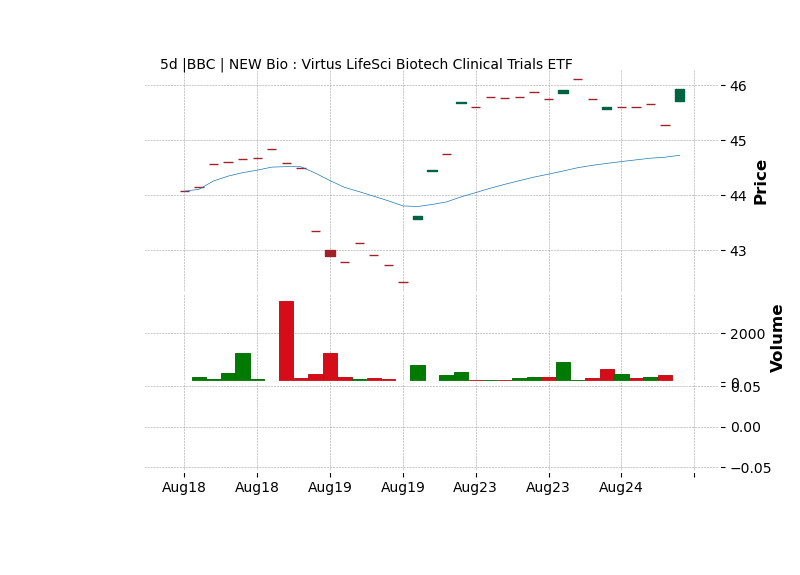 5d |BBC | NEW Bio : Virtus LifeSci Biotech Clinical Trials ETF
46
45
44
43
Price
2000
0
Volume
0.05
0.00
−0.05
Aug18 Aug18 Aug19 Aug19 Aug23 Aug23 Aug24